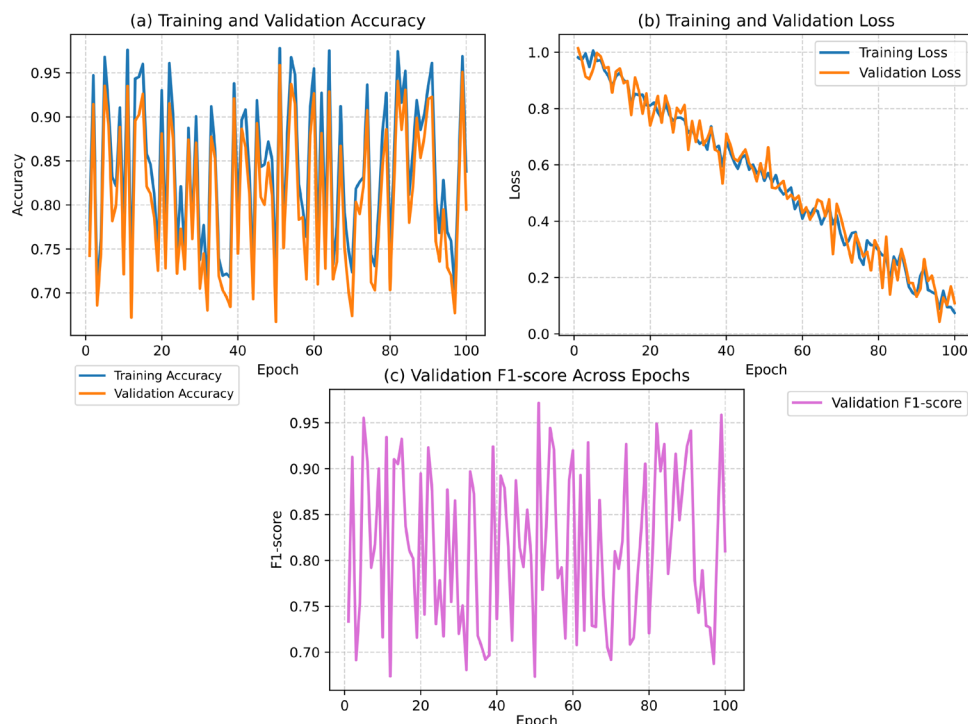 (a) Training and Validation Accuracy
0.95
0.90
0.85
0.80
0.75
0.70
Accuracy
0 20 40 60 80 100
Epoch
Training Accuracy
Validation Accuracy
(b) Training and Validation Loss
1.0
0.8
0.6
0.4
0.2
0.0
Loss
Training Loss
Validation Loss
0 20 40 60 80 100
Epoch
(c) Validation F1-score Across Epochs
0.95
0.90
0.85
0.80
0.75
0.70
F1-score
0 20 40 60 80 100
Epoch
Validation F1-score